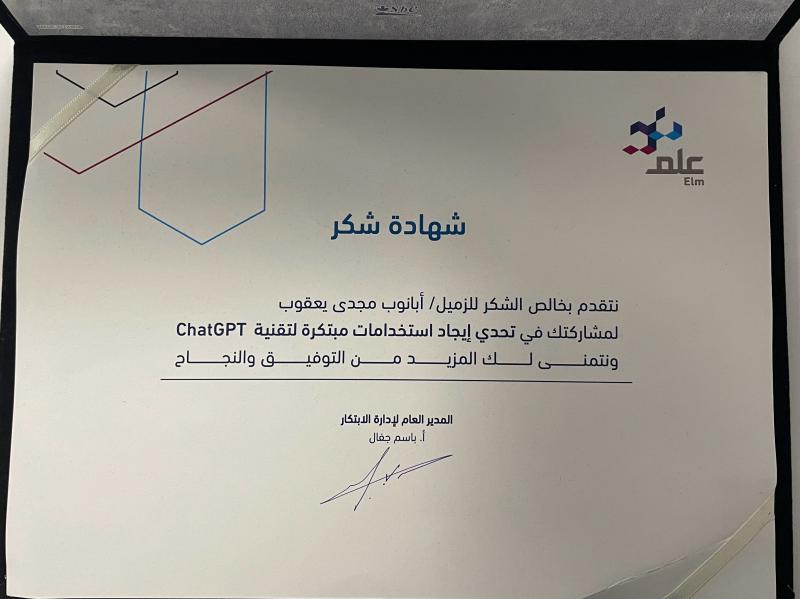 علم
Elm
شهادة شكر
نتقدم بخالص الشكر للزميل/ أبانوب مجدى يعقوب
لمشاركتك في تحدي إيجاد استخدامات مبتكرة لتقنية ChatGPT
ونتمنى لك المزيد من التوفيق والنجاح
المدير العام لإدارة الابتكار
أ. باسم جفال